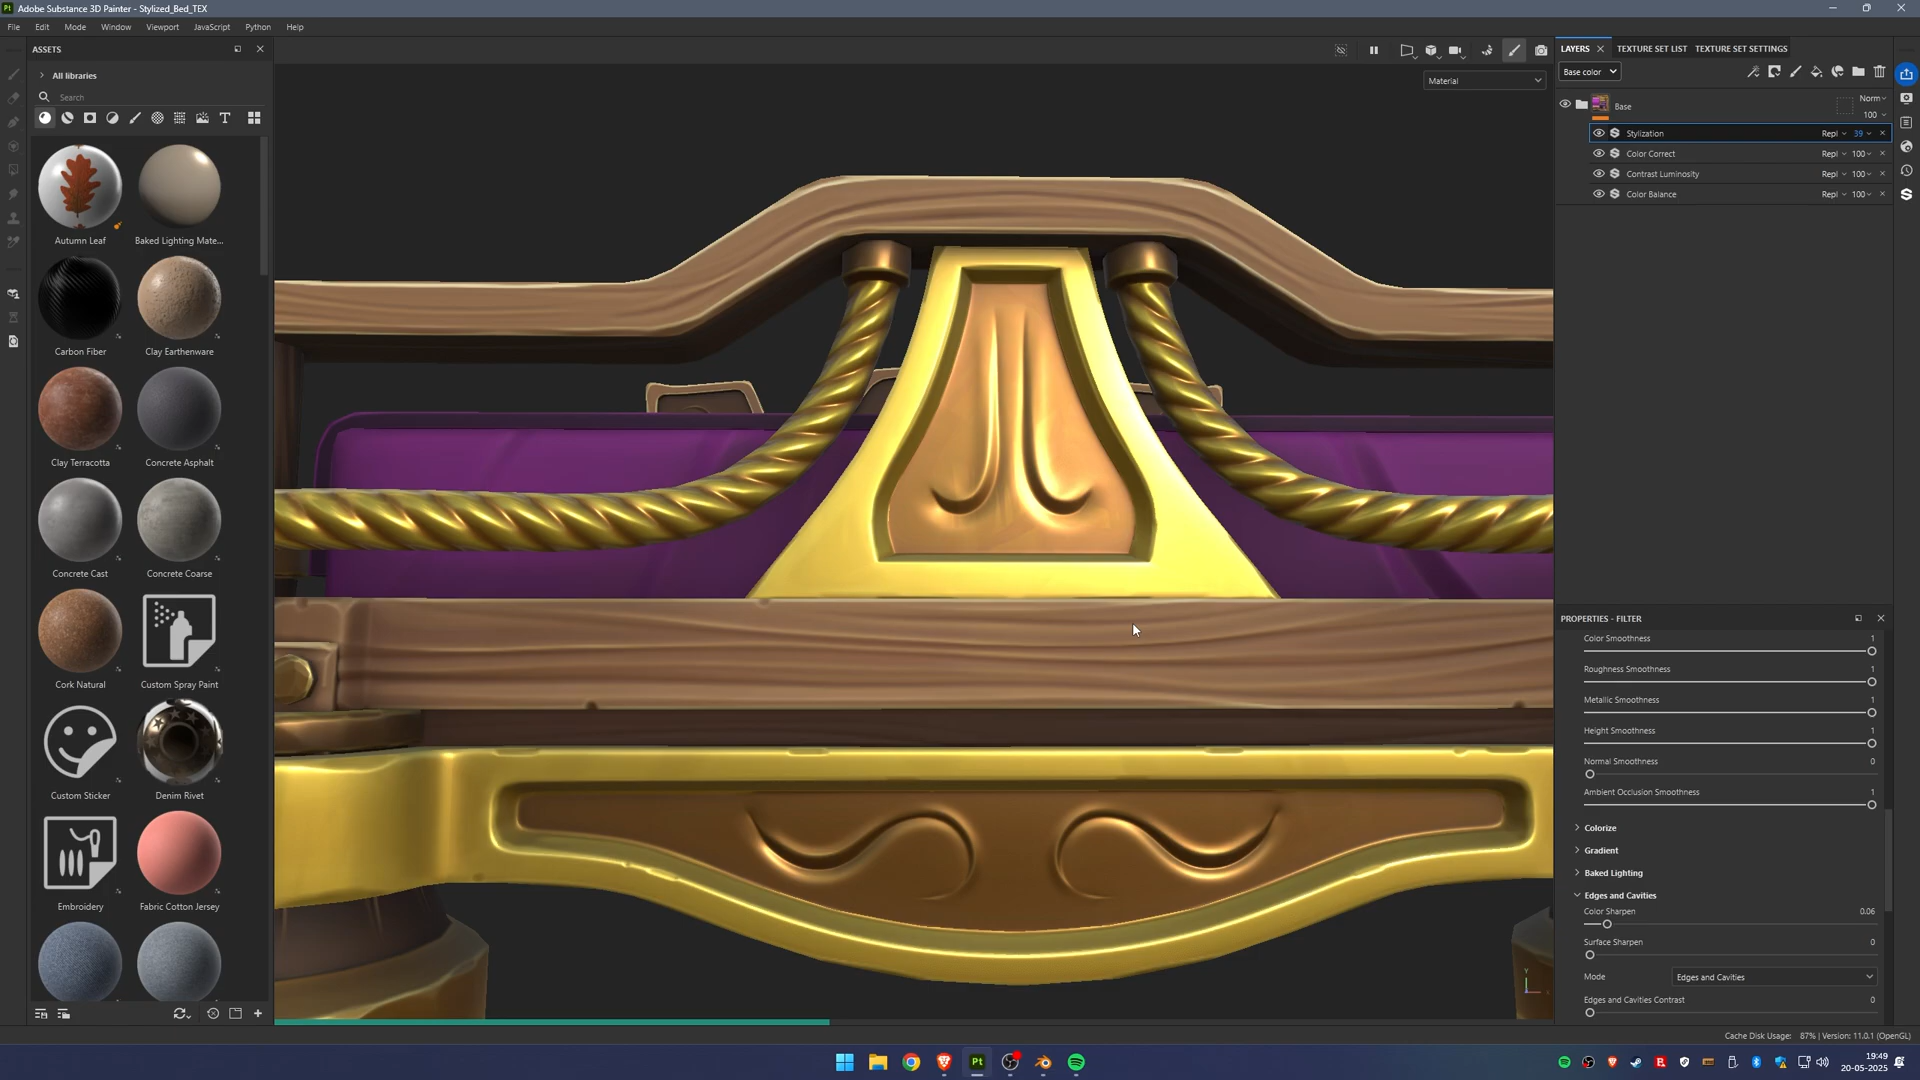 Adobe Substance 3D Painter - Stylized_Bed_TEX
File Edit Mode Window Viewport JavaScript Python Help
ASSETS
All libraries
Search
Autumn Leaf
Baked Lighting Mate...
Carbon Fiber
Clay Earthenware
Clay Terracotta
Concrete Asphalt
Concrete Cast
Concrete Coarse
Cork Natural
Custom Spray Paint
Custom Sticker
Denim Rivet
Embroidery
Fabric Cotton Jersey
Material
LAYERS TEXTURE SET LIST TEXTURE SET SETTINGS
Base color
Base Norm
100
Stylization Repl 39
Color Correct Repl 100
Contrast Luminosity Repl 100
Color Balance Repl 100
PROPERTIES - FILTER
Color Smoothness 1
Roughness Smoothness 1
Metallic Smoothness 1
Height Smoothness 1
Normal Smoothness 0
Ambient Occlusion Smoothness 1
Colorize
Gradient
Baked Lighting
Edges and Cavities
Color Sharpen 0.06
Surface Sharpen 0
Mode Edges and Cavities
Edges and Cavities Contrast 0
Cache Disk Usage: 87% | Version: 11.0.1 (OpenGL)
19:49
20-05-2025